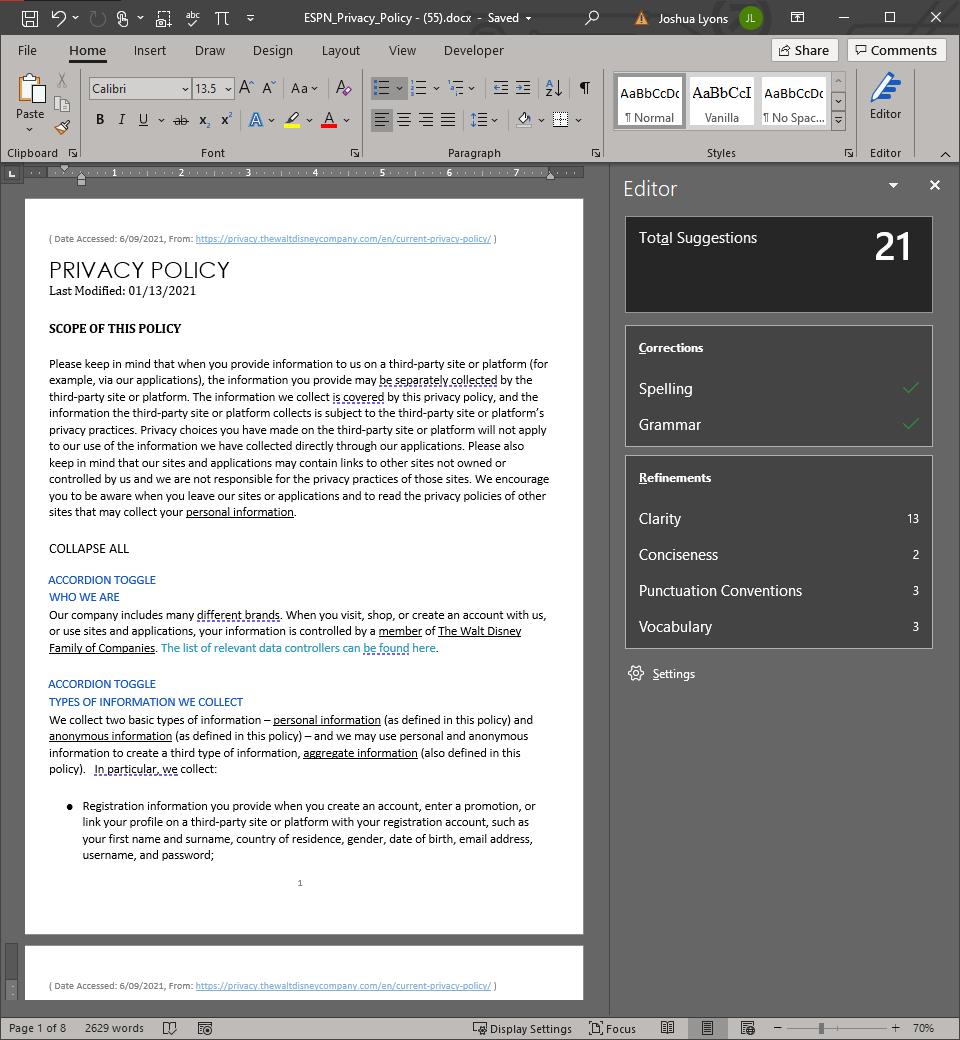 abc
ESPN_Privacy_Policy - (55).docx - Saved
Joshua Lyons
JL
File
Home
Insert
Draw
Design
Layout
View
Developer
Share
Comments
Paste
Calibri
13.5
Aa
B I U ab x2 x2 A A
AaBbCcDc
¶ Normal
AaBbCcI
Vanilla
AaBbCcDc
¶ No Spac...
Editor
Clipboard
Font
Paragraph
Styles
Editor
L
1 2 3 4 5 6 7
( Date Accessed: 6/09/2021, From: https://privacy.thewaltdisneycompany.com/en/current-privacy-policy/ )
PRIVACY POLICY
Last Modified: 01/13/2021
SCOPE OF THIS POLICY
Please keep in mind that when you provide information to us on a third-party site or platform (for
example, via our applications), the information you provide may be separately collected by the
third-party site or platform. The information we collect is covered by this privacy policy, and the
information the third-party site or platform collects is subject to the third-party site or platform's
privacy practices. Privacy choices you have made on the third-party site or platform will not apply
to our use of the information we have collected directly through our applications. Please also
keep in mind that our sites and applications may contain links to other sites not owned or
controlled by us and we are not responsible for the privacy practices of those sites. We encourage
you to be aware when you leave our sites or applications and to read the privacy policies of other
sites that may collect your personal information.
COLLAPSE ALL
ACCORDION TOGGLE
WHO WE ARE
Our company includes many different brands. When you visit, shop, or create an account with us,
or use sites and applications, your information is controlled by a member of The Walt Disney
Family of Companies. The list of relevant data controllers can be found here.
ACCORDION TOGGLE
TYPES OF INFORMATION WE COLLECT
We collect two basic types of information – personal information (as defined in this policy) and
anonymous information (as defined in this policy) – and we may use personal and anonymous
information to create a third type of information, aggregate information (also defined in this
policy). In particular, we collect:
● Registration information you provide when you create an account, enter a promotion, or
link your profile on a third-party site or platform with your registration account, such as
your first name and surname, country of residence, gender, date of birth, email address,
username, and password;
1
( Date Accessed: 6/09/2021, From: https://privacy.thewaltdisneycompany.com/en/current-privacy-policy/ )
Editor
Total Suggestions 21
Corrections
Spelling
Grammar
Refinements
Clarity 13
Conciseness 2
Punctuation Conventions 3
Vocabulary 3
Settings
Page 1 of 8
2629 words
Display Settings
Focus
70%